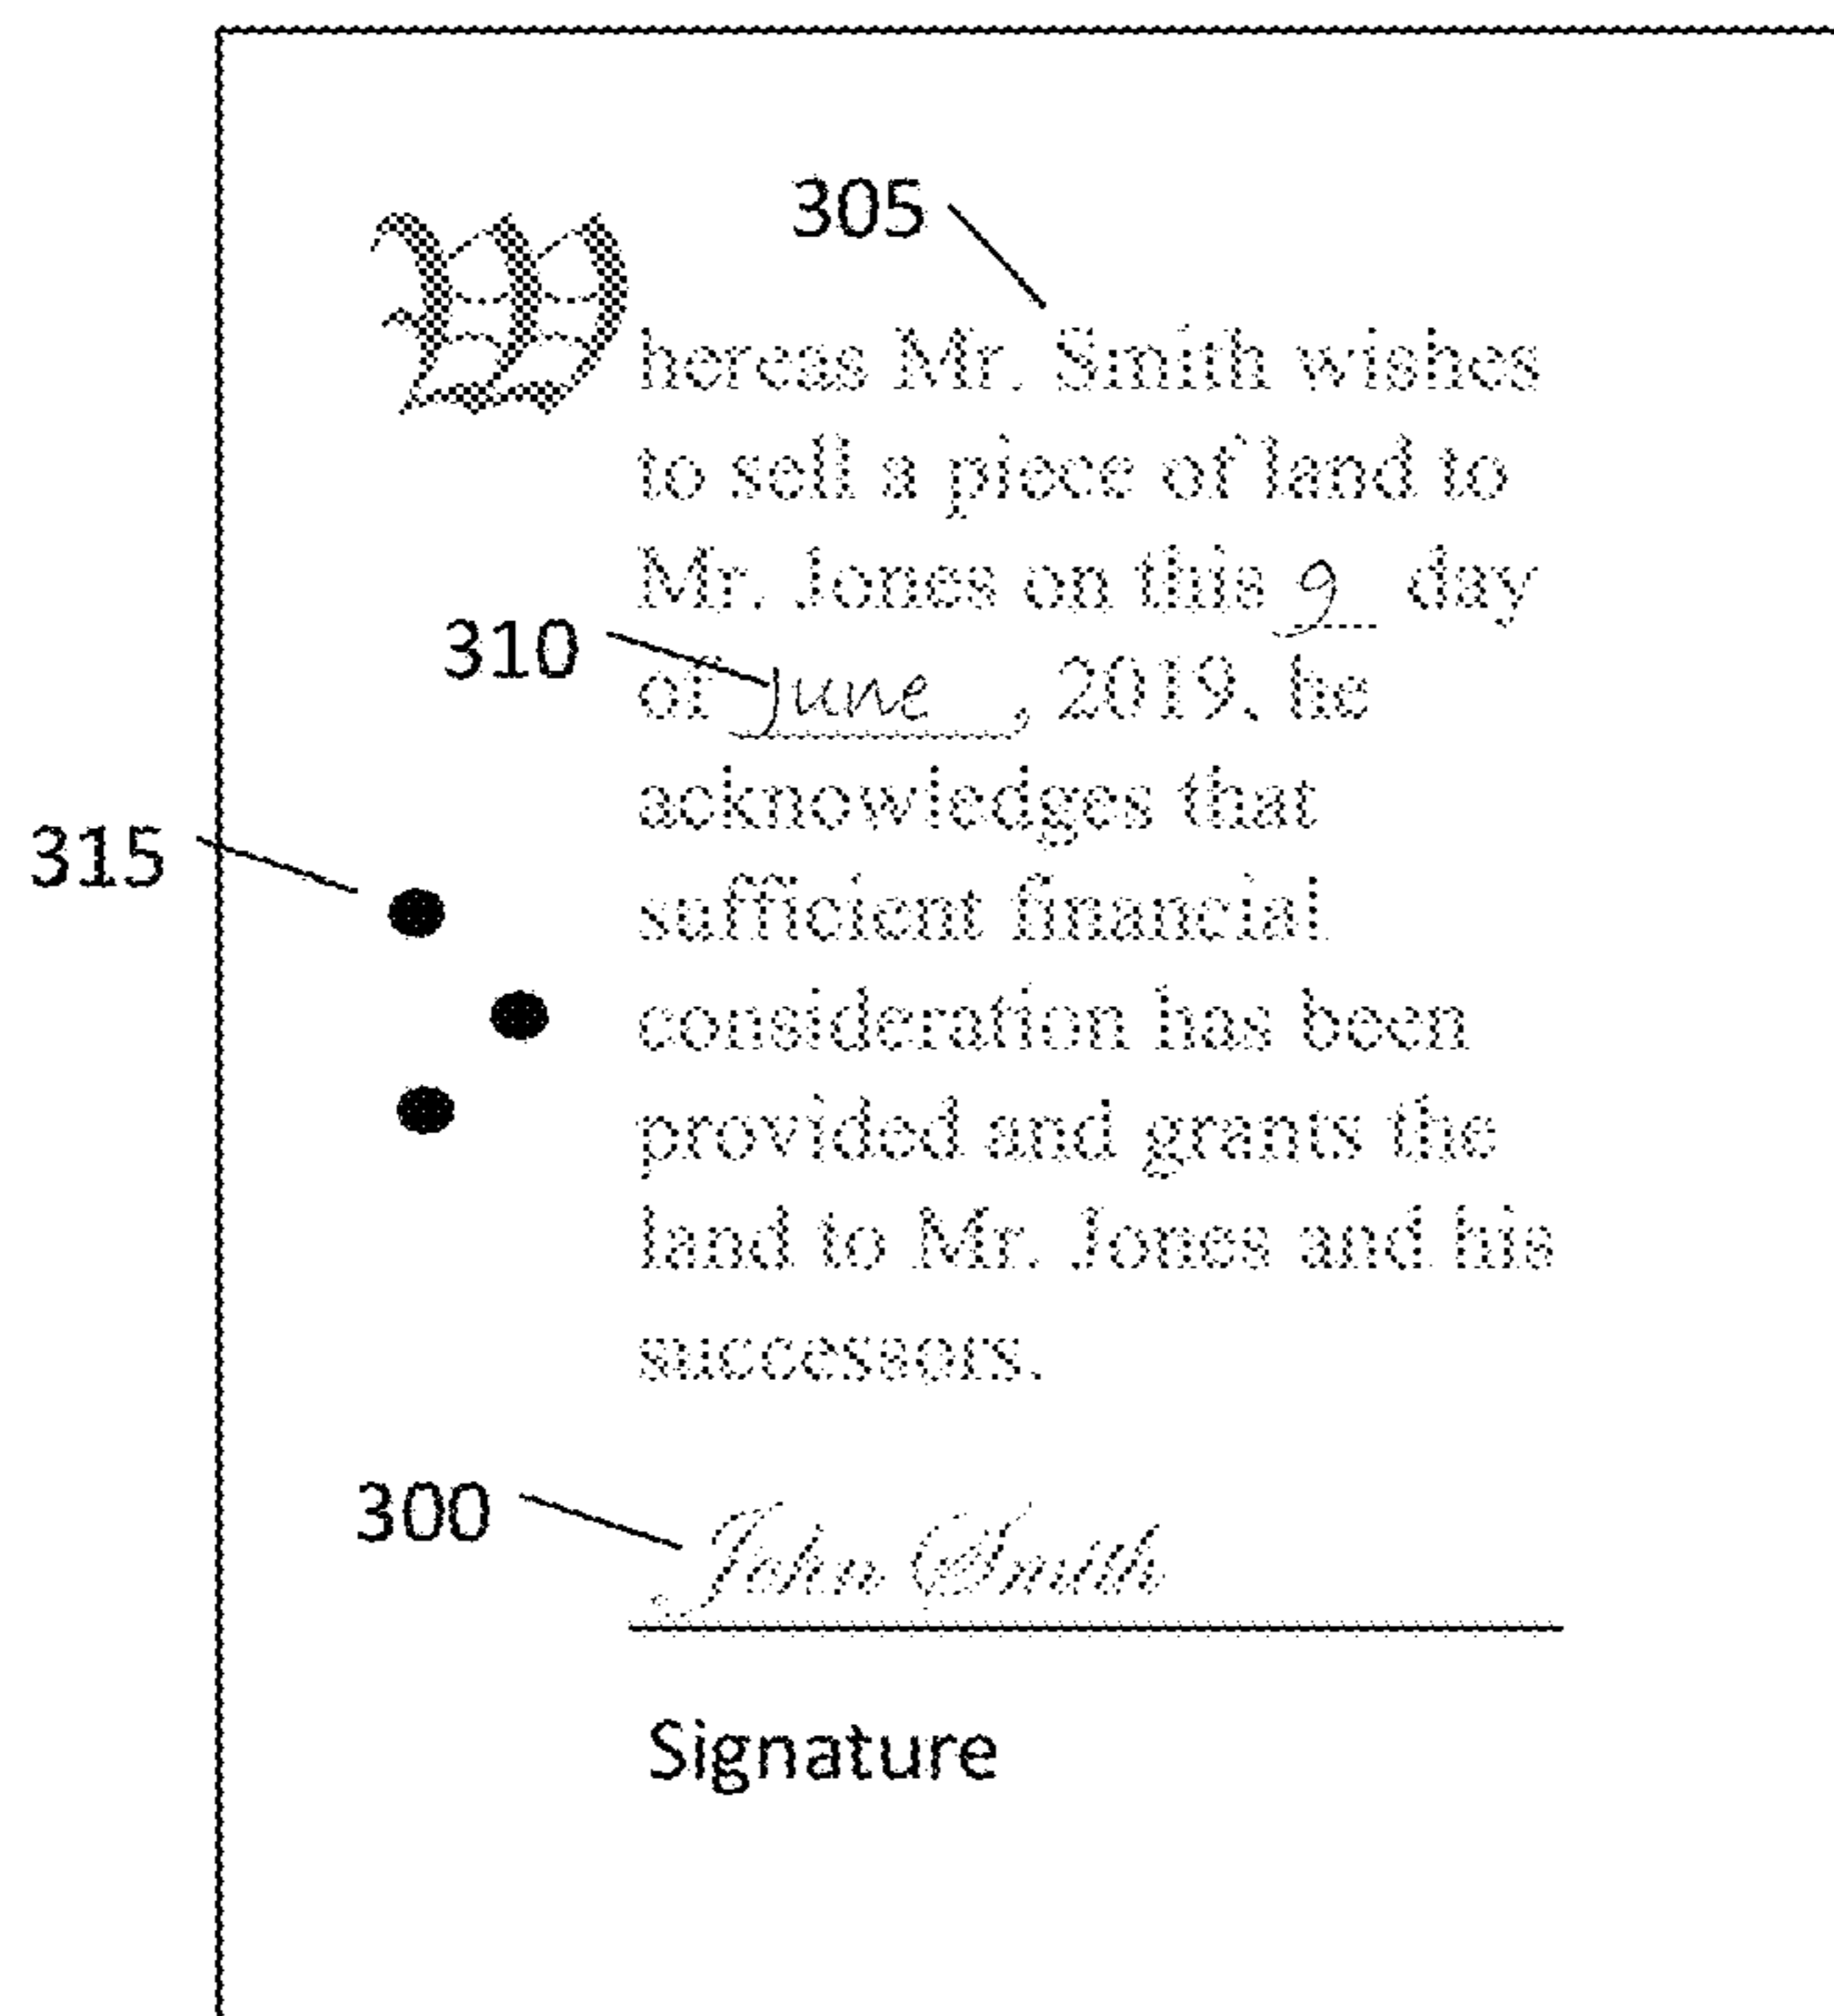 305
Whereas Mr. Smith wishes
to sell a piece of land to
Mr. Jones on this 9 day
310
of June, 2019, he
acknowledges that
315
sufficient financial
consideration has been
provided and grants the
land to Mr. Jones and his
successors.
300
John Smith
Signature